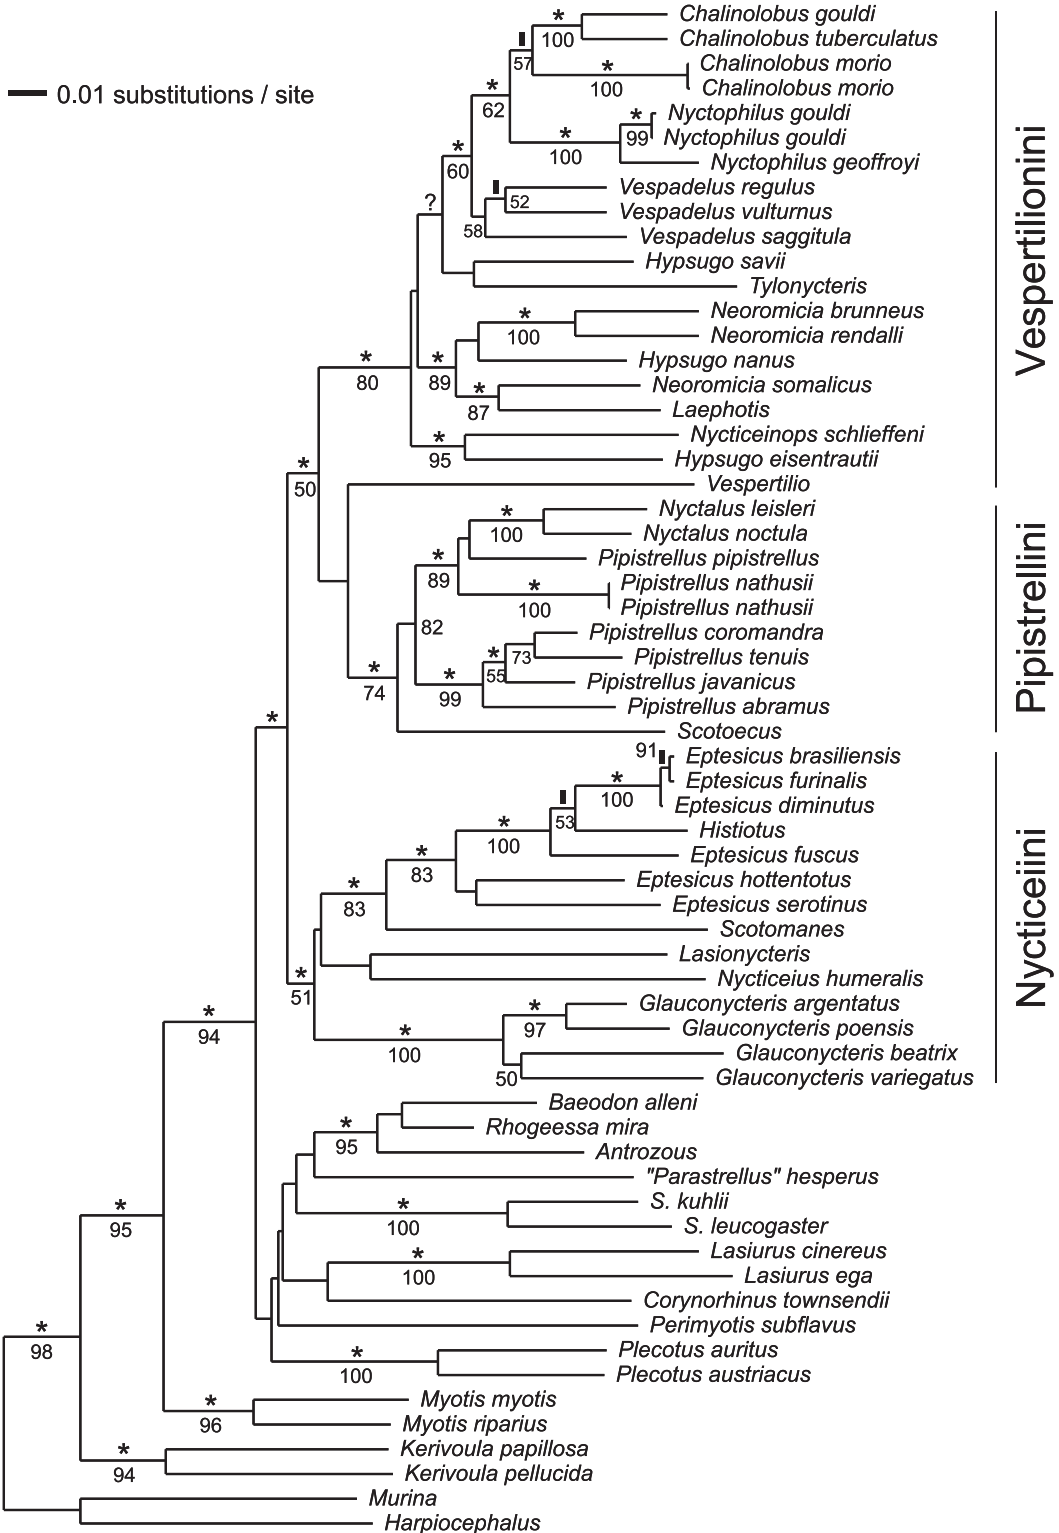 * Chalinolobus gouldi
100
Chalinolobus tuberculatus
57
* Chalinolobus morio
100
Chalinolobus morio
0.01 substitutions / site
*
62
* Nyctophilus gouldi
99
Nyctophilus gouldi
*
100
Nyctophilus geoffroyi
*
60
Vespadelus regulus
52
Vespadelus vulturnus
?
58
Vespadelus saggitula
Hypsugo savii
Tylonycteris
Neoromicia brunneus
*
100
Neoromicia rendalli
*
89
Hypsugo nanus
*
80
Neoromicia somalicus
*
87
Laephotis
Nycticeinops schlieffeni
*
95
Hypsugo eisentrautii
Vespertilionini
*
50
Vespertilio
Nyctalus leisleri
*
100
Nyctalus noctula
*
89
Pipistrellus pipistrellus
Pipistrellus nathusii
*
100
Pipistrellus nathusii
82
Pipistrellus coromandra
73
Pipistrellus tenuis
*
55
Pipistrellus javanicus
*
99
*
74
Pipistrellus abramus
Scotoecus
Pipistrellini
*
91
Eptesicus brasiliensis
Eptesicus furinalis
*
100
Eptesicus diminutus
53
Histiotus
*
100
Eptesicus fuscus
*
83
Eptesicus hottentotus
*
83
Eptesicus serotinus
Scotomanes
Lasionycteris
*
51
Nycticeius humeralis
Glauconycteris argentatus
*
97
Glauconycteris poensis
*
100
Glauconycteris beatrix
50
Glauconycteris variegatus
Nycticeiini
*
94
Baeodon alleni
Rhogeessa mira
*
95
Antrozous
"Parastrellus" hesperus
S. kuhlii
*
100
S. leucogaster
Lasiurus cinereus
*
100
Lasiurus ega
Corynorhinus townsendii
Perimyotis subflavus
Plecotus auritus
*
100
Plecotus austriacus
*
95
*
98
Myotis myotis
*
96
Myotis riparius
Kerivoula papillosa
*
94
Kerivoula pellucida
Murina
Harpiocephalus